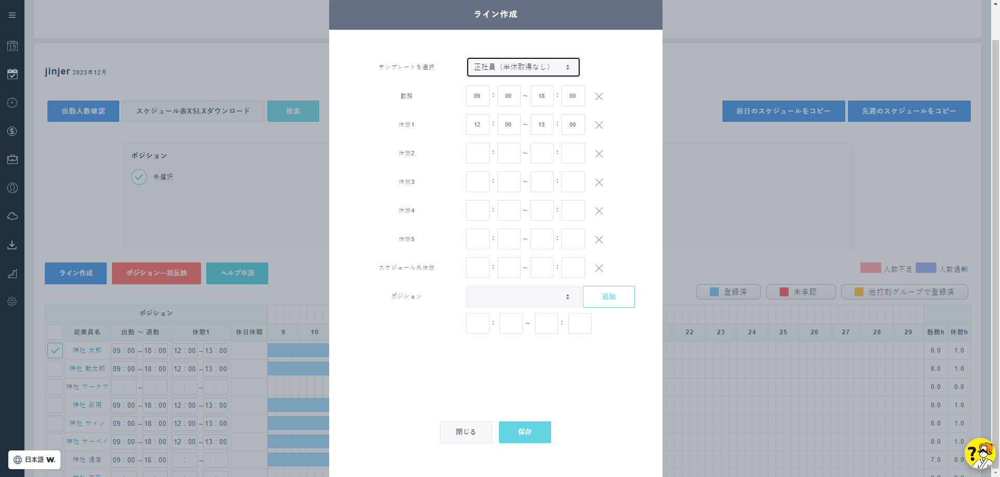 ライン作成
19
jinjer 2023年12月
テンプレートを選択 正社員（半休取得なし）
勤務 09 : 00 ~ 18 : 00
出勤人数確認 スケジュール表XSLXダウンロード 検索 前日のスケジュールをコピー 先週のスケジュールをコピー
休憩1 12 : 00 ~ 13 : 00
休憩2 : ~ :
ポジション
未選択
休憩3 : ~ :
休憩4 : ~ :
休憩5 : ~ :
スケジュール外休憩 : ~ :
ライン作成 ポジション一括反映 ヘルプ申請 人数不足 人数過剰
登録済 未承認 他打刻グループで登録済
ポジション 追加
: ~ :
ポジション
従業員名 出勤 ～ 退勤 休憩1 休日休暇 9 10 22 23 24 25 26 27 28 29 勤務h 休憩h
神社 太郎 09 : 00 ~ 18 : 00 12 : 00 ~ 13 : 00 8.0 1.0
神社 勤太郎 09 : 00 ~ 18 : 00 12 : 00 ~ 13 : 00 8.0 1.0
神社 ワークフ : ~ : : ~ : 0.0 0.0
神社 雇用 09 : 00 ~ 18 : 00 12 : 00 ~ 13 : 00 8.0 1.0
神社 サイン 09 : 00 ~ 18 : 00 12 : 00 ~ 13 : 00 8.0 1.0
神社 サーベイ 09 : 00 ~ 18 : 00 12 : 00 ~ 13 : 00 8.0 1.0
神社 通常 09 : 00 ~ 16 : 00 : ~ : 7.0 0.0
閉じる 保存
日本語 W.
?